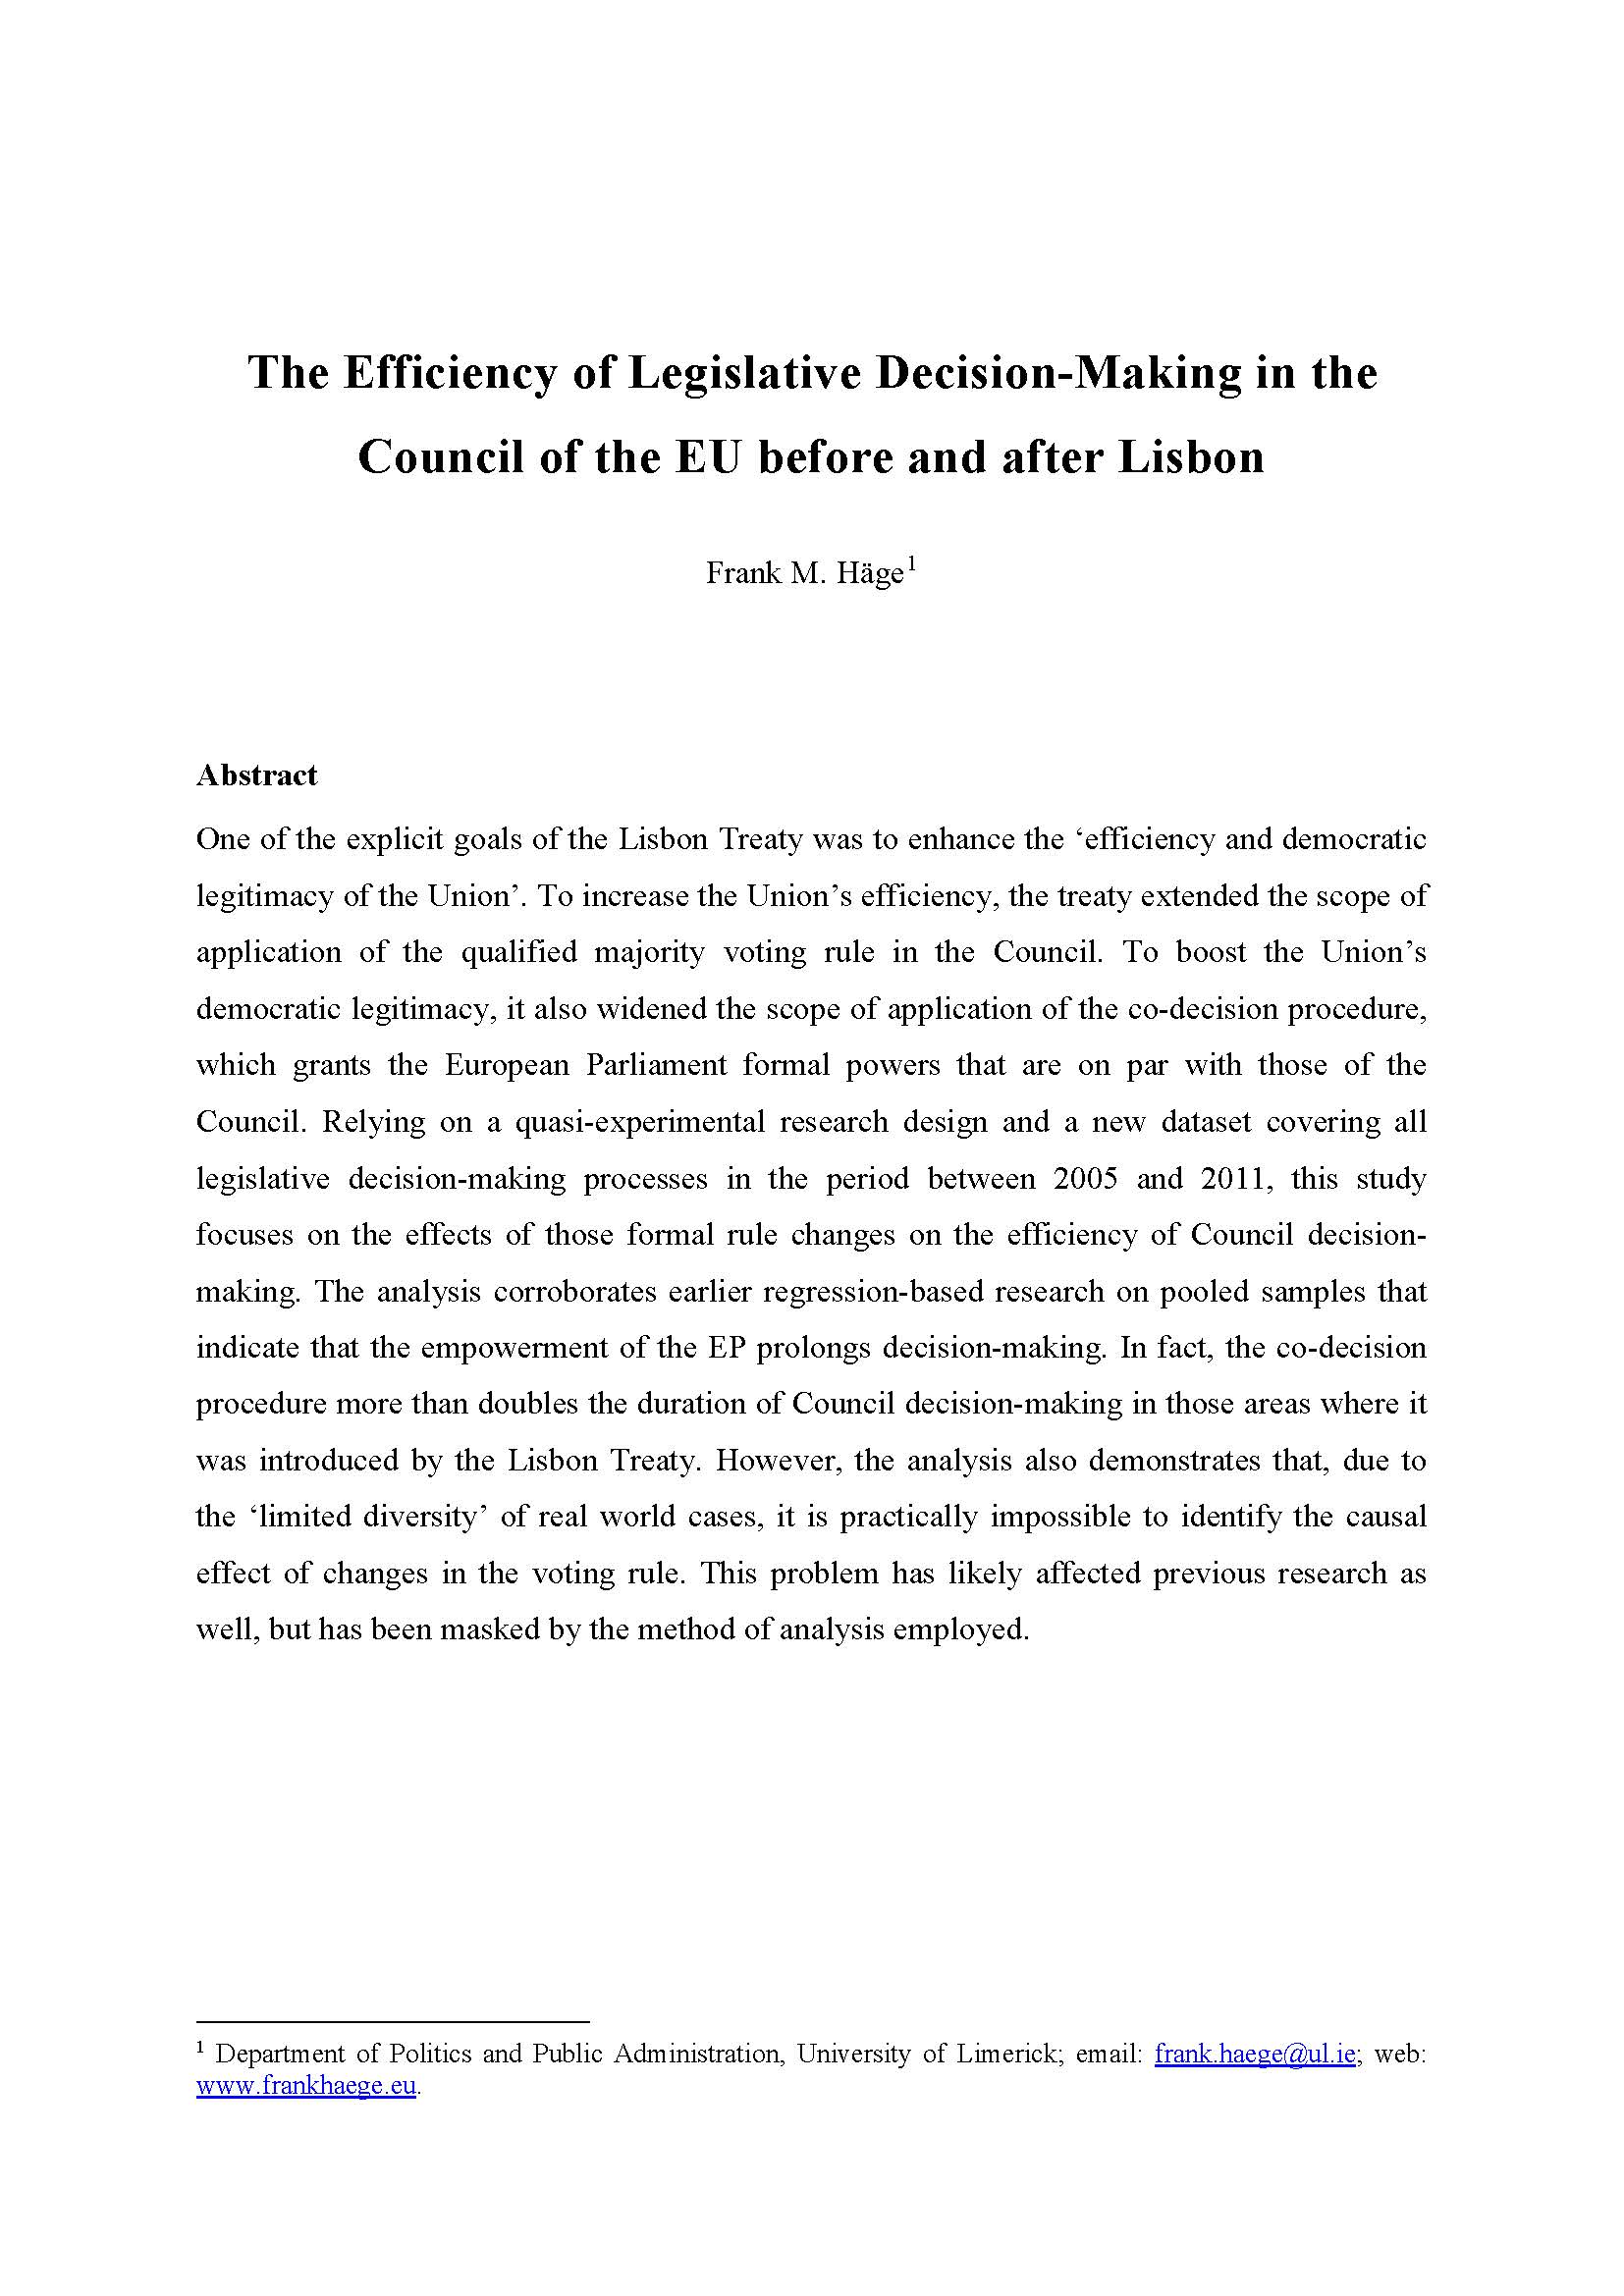 The Efficiency of Legislative Decision-Making in the
Council of the EU before and after Lisbon
Frank M. Häge1
Abstract
One of the explicit goals of the Lisbon Treaty was to enhance the ‘efficiency and democratic
legitimacy of the Union’. To increase the Union’s efficiency, the treaty extended the scope of
application of the qualified majority voting rule in the Council. To boost the Union’s
democratic legitimacy, it also widened the scope of application of the co-decision procedure,
which grants the European Parliament formal powers that are on par with those of the
Council. Relying on a quasi-experimental research design and a new dataset covering all
legislative decision-making processes in the period between 2005 and 2011, this study
focuses on the effects of those formal rule changes on the efficiency of Council decision-
making. The analysis corroborates earlier regression-based research on pooled samples that
indicate that the empowerment of the EP prolongs decision-making. In fact, the co-decision
procedure more than doubles the duration of Council decision-making in those areas where it
was introduced by the Lisbon Treaty. However, the analysis also demonstrates that, due to
the ‘limited diversity’ of real world cases, it is practically impossible to identify the causal
effect of changes in the voting rule. This problem has likely affected previous research as
well, but has been masked by the method of analysis employed.
1 Department of Politics and Public Administration, University of Limerick; email: frank.haege@ul.ie; web:
www.frankhaege.eu.